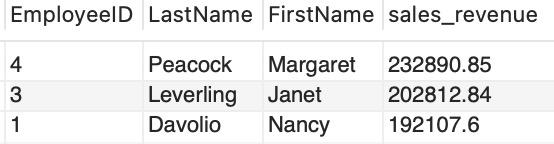 EmployeeID LastName FirstName sales_revenue
4 Peacock Margaret 232890.85
3 Leverling Janet 202812.84
1 Davolio Nancy 192107.6